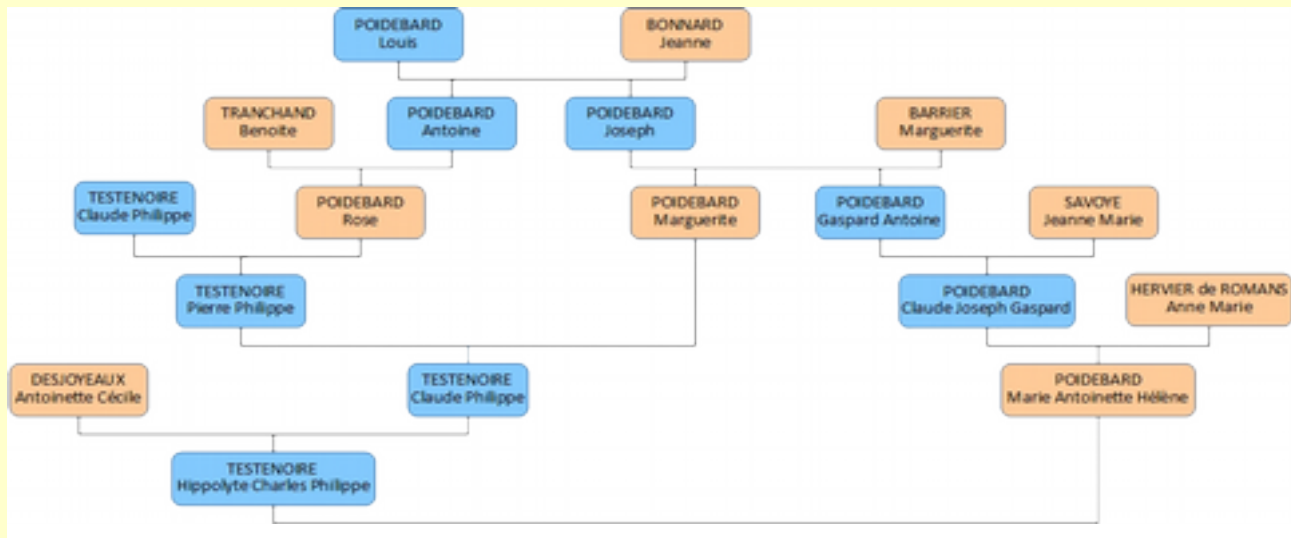 POIDEBARD
Louis
BONNARD
Jeanne
TRANCHAND
Benoite
POIDEBARD
Antoine
POIDEBARD
Joseph
BARRIER
Marguerite
TESTENOIRE
Claude Philippe
POIDEBARD
Rose
POIDEBARD
Marguerite
POIDEBARD
Gaspard Antoine
SAVOYE
Jeanne Marie
TESTENOIRE
Pierre Philippe
POIDEBARD
Claude Joseph Gaspard
HERVIER de ROMANS
Anne Marie
DESJOYEAUX
Antoinette Cécile
TESTENOIRE
Claude Philippe
POIDEBARD
Marie Antoinette Hélène
TESTENOIRE
Hippolyte Charles Philippe